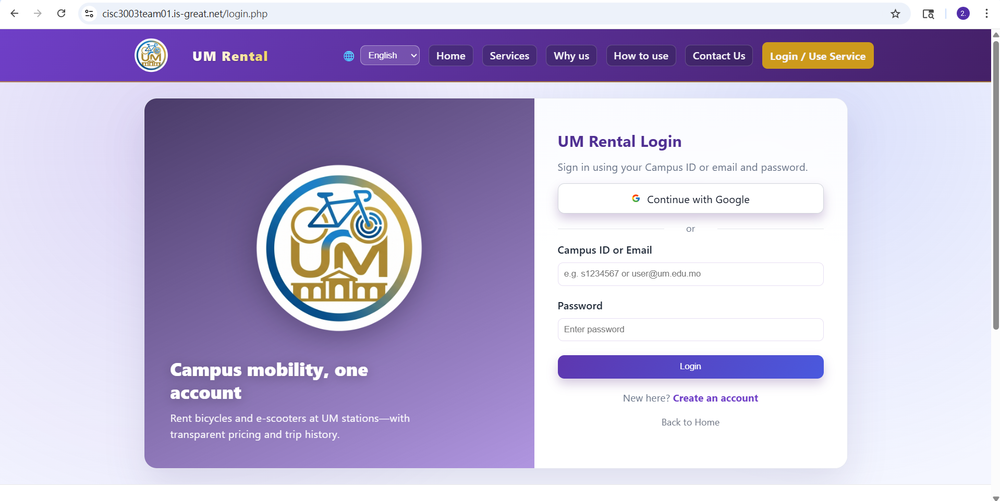 cisc3003team01.is-great.net/login.php
2.
UM
UM Rental
English
Home
Services
Why us
How to use
Contact Us
Login / Use Service
UM
Campus mobility, one
account
Rent bicycles and e-scooters at UM stations—with
transparent pricing and trip history.
UM Rental Login
Sign in using your Campus ID or email and password.
G Continue with Google
or
Campus ID or Email
e.g. s1234567 or user@um.edu.mo
Password
Enter password
Login
New here? Create an account
Back to Home